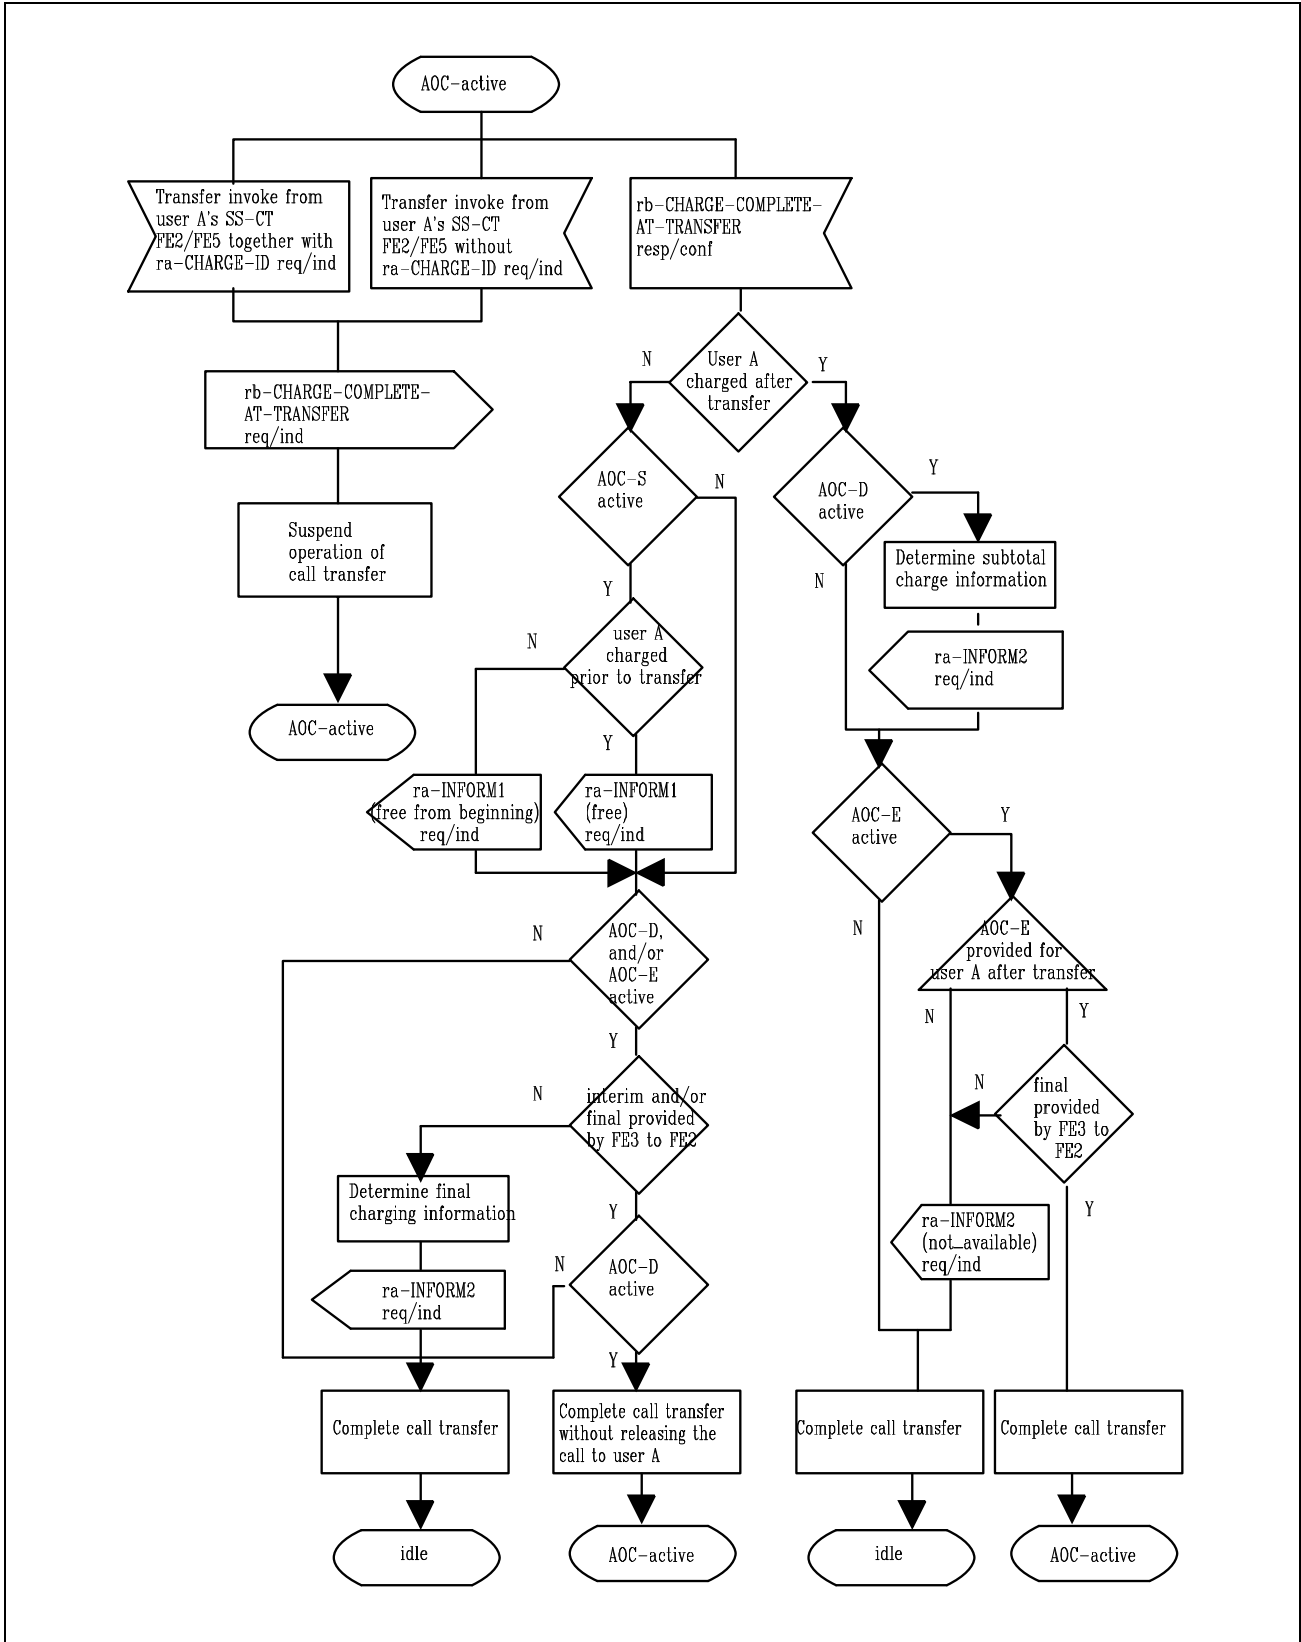 AOC-active
Transfer invoke from
user A's SS-CT
FE2/FE5 together with
ra-CHARGE-ID req/ind
Transfer invoke from
user A's SS-CT
FE2/FE5 without
ra-CHARGE-ID req/ind
rb-CHARGE-COMPLETE-
AT-TRANSFER
resp/conf
rb-CHARGE-COMPLETE-
AT-TRANSFER
req/ind
Suspend
operation of
call transfer
AOC-active
User A
charged after
transfer
N
Y
AOC-S
active
N
Y
user A
charged
prior to transfer
N
Y
ra-INFORM1
(free from beginning)
req/ind
ra-INFORM1
(free)
req/ind
AOC-D,
and/or
AOC-E
active
N
Y
interim and/or
final provided
by FE3 to FE2
N
Y
Determine final
charging information
ra-INFORM2
req/ind
AOC-D
active
N
Y
Complete call transfer
idle
Complete call transfer
without releasing the
call to user A
AOC-active
AOC-D
active
Y
N
Determine subtotal
charge information
ra-INFORM2
req/ind
AOC-E
active
Y
N
AOC-E
provided for
user A after transfer
N
Y
final
provided
by FE3 to
FE2
N
Y
ra-INFORM2
(not_available)
req/ind
Complete call transfer
idle
Complete call transfer
AOC-active